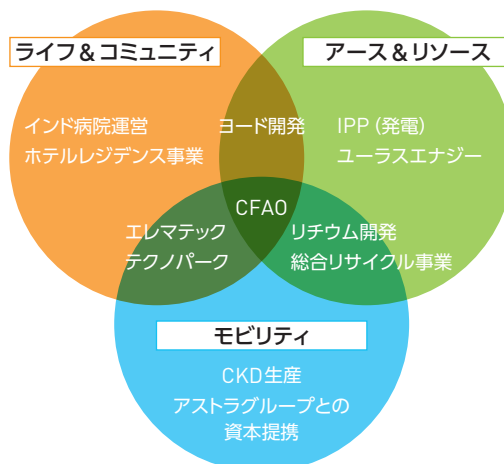 ライフ＆コミュニティ
アース＆リソース
インド病院運営
ホテルレジデンス事業
ヨード開発
IPP（発電）
ユーラスエナジー
CFAO
エレマテック
テクノパーク
リチウム開発
総合リサイクル事業
モビリティ
CKD生産
アストラグループとの
資本提携